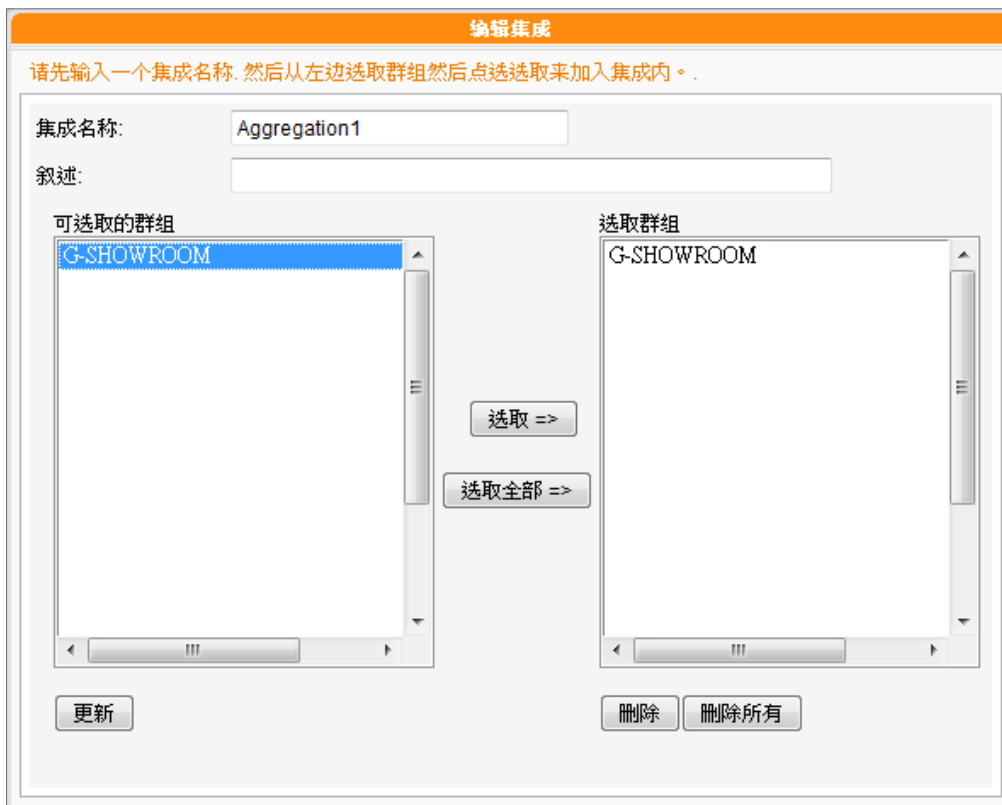 编辑集成
请先输入一个集成名称. 然后从左边选取群组然后点选选取来加入集成内。.
集成名称: Aggregation1
叙述:
可选取的群组
G-SHOWROOM
选取 =>
选取全部 =>
选取群组
G-SHOWROOM
更新
删除 删除所有